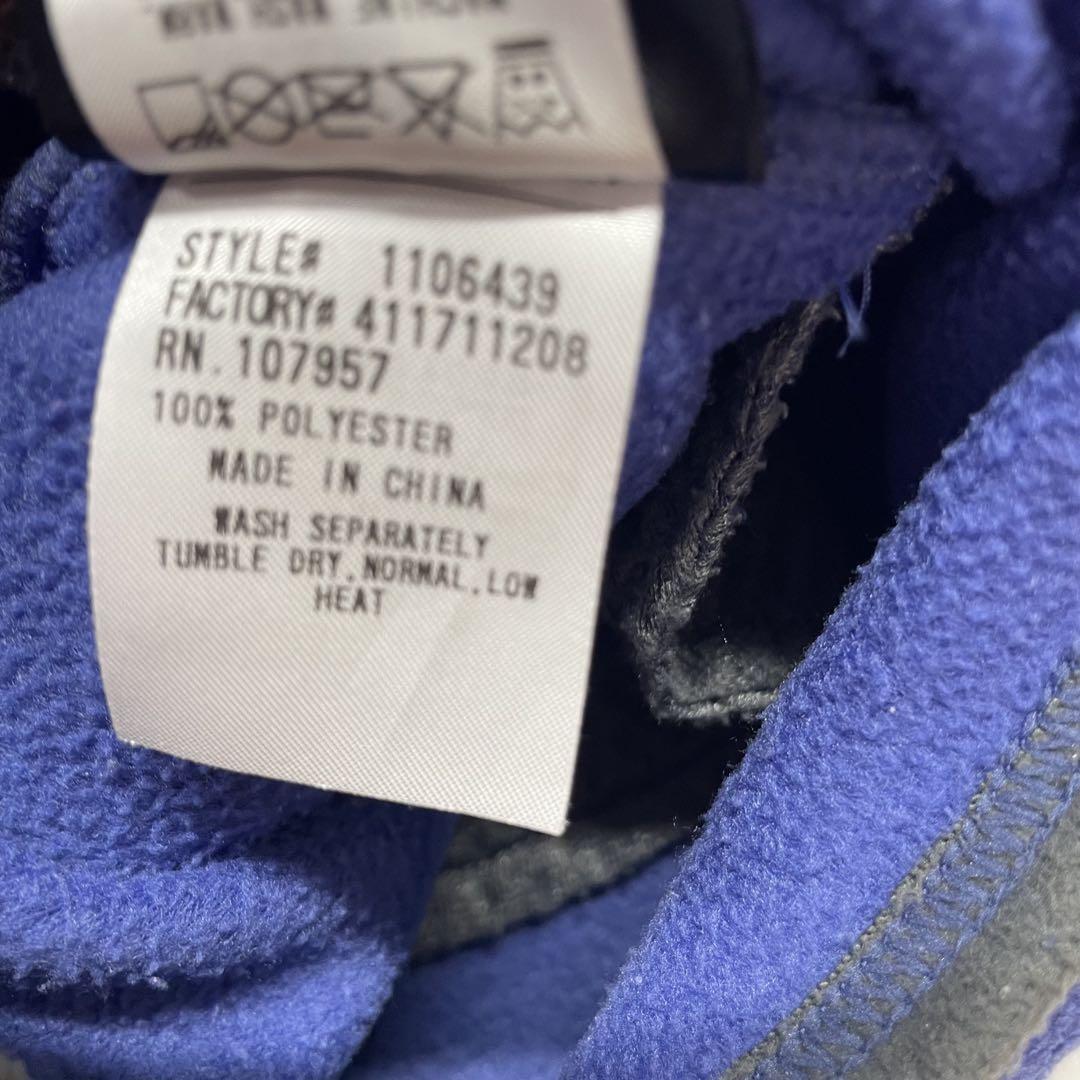 STYLE# 1106439
FACTORY# 411711208
RN.107957
100% POLYESTER
MADE IN CHINA
WASH SEPARATELY
TUMBLE DRY,NORMAL,LOW
HEAT